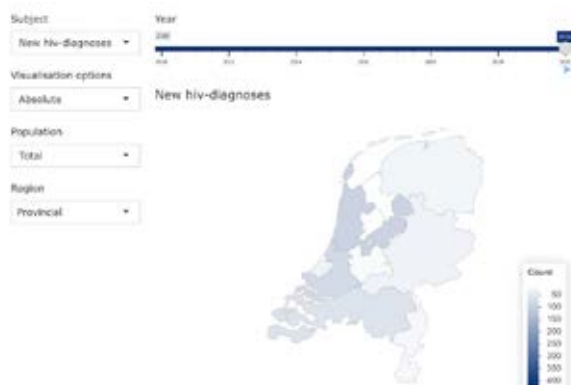 Subject
New hiv-diagnoses
Visualisation options
Absolute
Population
Total
Region
Provincial
Year
New hiv-diagnoses
Count
50
100
150
200
250
300
350
400